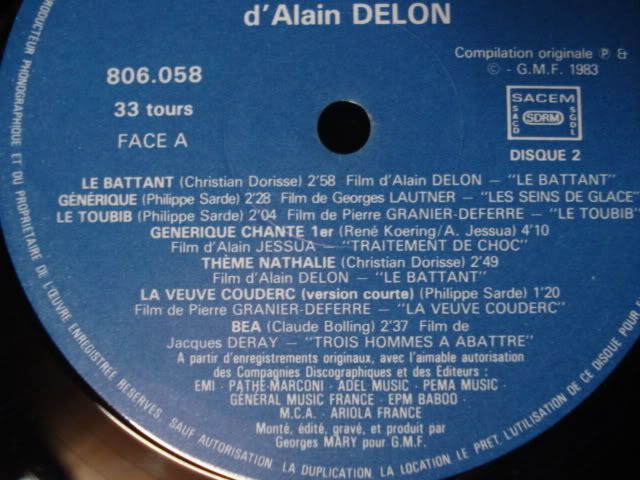 d'Alain DELON
Compilation originale Ⓟ &
© - G.M.F. 1983
806.058
33 tours
FACE A
SACEM
SACD
SDRM
SGDL
DISQUE 2
LE BATTANT (Christian Dorisse) 2'58 Film d'Alain DELON — "LE BATTANT"
GÉNÉRIQUE (Philippe Sarde) 2'28 Film de Georges LAUTNER — "LES SEINS DE GLACE"
LE TOUBIB (Philippe Sarde) 2'04 Film de Pierre GRANIER-DEFERRE — "LE TOUBIB"
GENERIQUE CHANTE 1er (René Koering/A. Jessua) 4'10
Film d'Alain JESSUA — "TRAITEMENT DE CHOC"
THÈME NATHALIE (Christian Dorisse) 2'49
Film d'Alain DELON — "LE BATTANT"
LA VEUVE COUDERC (version courte) (Philippe Sarde) 1'20
Film de Pierre GRANIER-DEFERRE — "LA VEUVE COUDERC"
BEA (Claude Bolling) 2'37 Film de
Jacques DERAY — "TROIS HOMMES A ABATTRE"
A partir d'enregistrements originaux, avec l'aimable autorisation
des Compagnies Discographiques et des Editeurs :
EMI · PATHÉ-MARCONI · ADEL MUSIC · PEMA MUSIC ·
GÉNÉRAL MUSIC FRANCE · EPM BABOO ·
M.C.A. · ARIOLA FRANCE
Monté, édité, gravé, et produit par
Georges MARY pour G.M.F.
PRODUCTEUR PHONOGRAPHIQUE ET DU PROPRIETAIRE DE L'ŒUVRE ENREGISTREE RESERVES SAUF AUTORISATION, LA DUPLICATION, LA LOCATION, LE PRET, L'UTILISATION DE CE DISQUE POUR